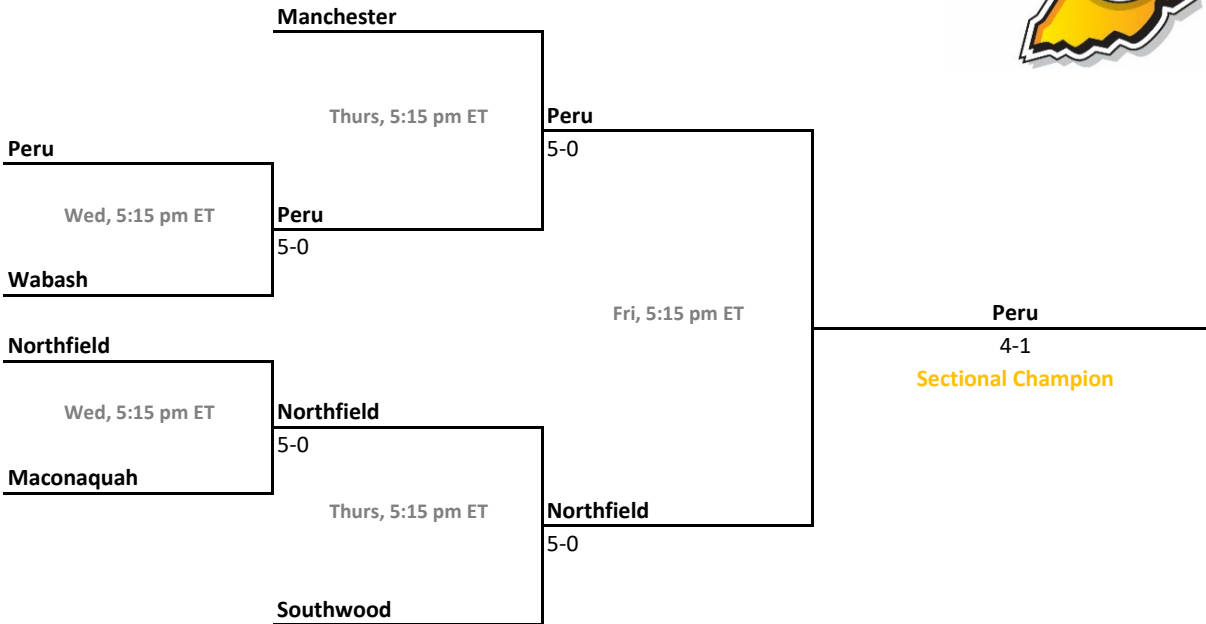 Manchester
Thurs, 5:15 pm ET
Peru
5-0
Peru
Wed, 5:15 pm ET
Peru
5-0
Wabash
Fri, 5:15 pm ET
Peru
4-1
Sectional Champion
Northfield
Wed, 5:15 pm ET
Northfield
5-0
Maconaquah
Thurs, 5:15 pm ET
Northfield
5-0
Southwood